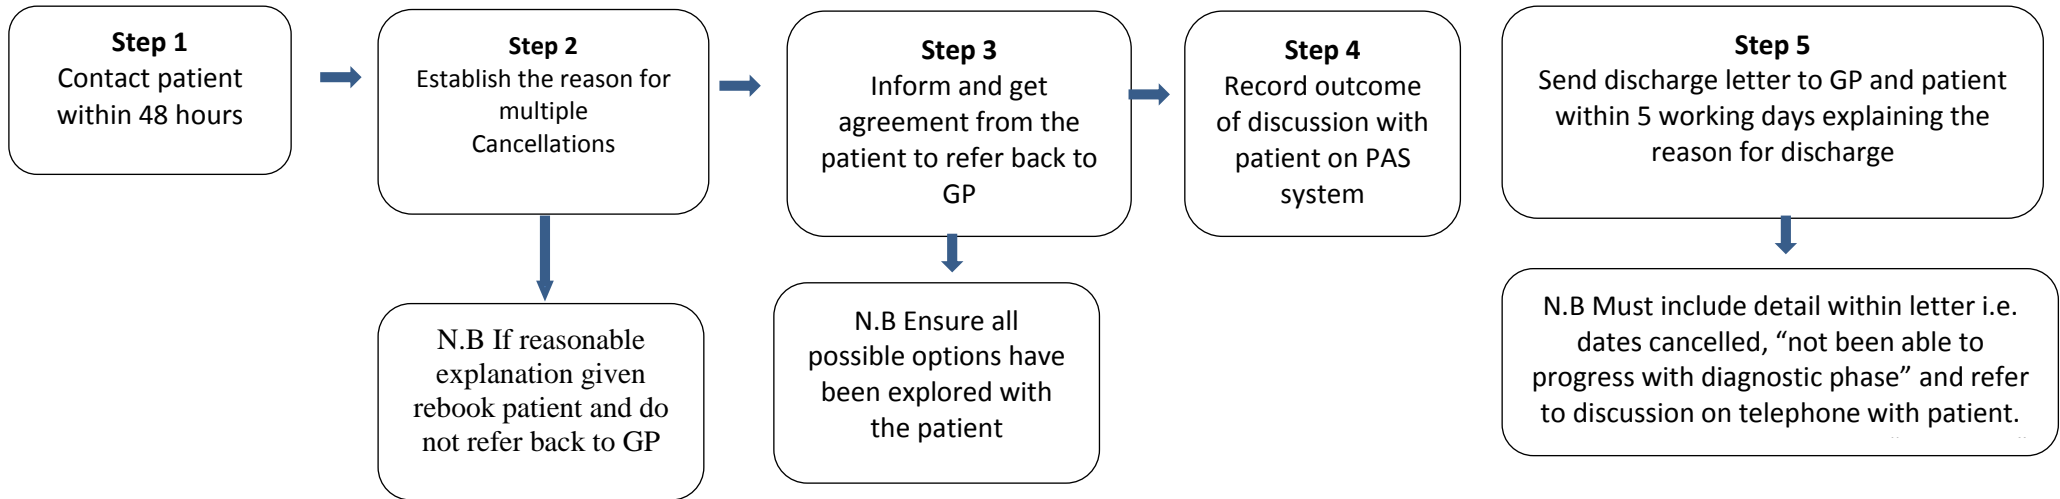 Step 1
Contact patient
within 48 hours
Step 2
Establish the reason for
multiple
Cancellations
N.B If reasonable
explanation given
rebook patient and do
not refer back to GP
Step 3
Inform and get
agreement from the
patient to refer back to
GP
N.B Ensure all
possible options have
been explored with
the patient
Step 4
Record outcome
of discussion with
patient on PAS
system
Step 5
Send discharge letter to GP and patient
within 5 working days explaining the
reason for discharge
N.B Must include detail within letter i.e.
dates cancelled, “not been able to
progress with diagnostic phase” and refer
to discussion on telephone with patient.